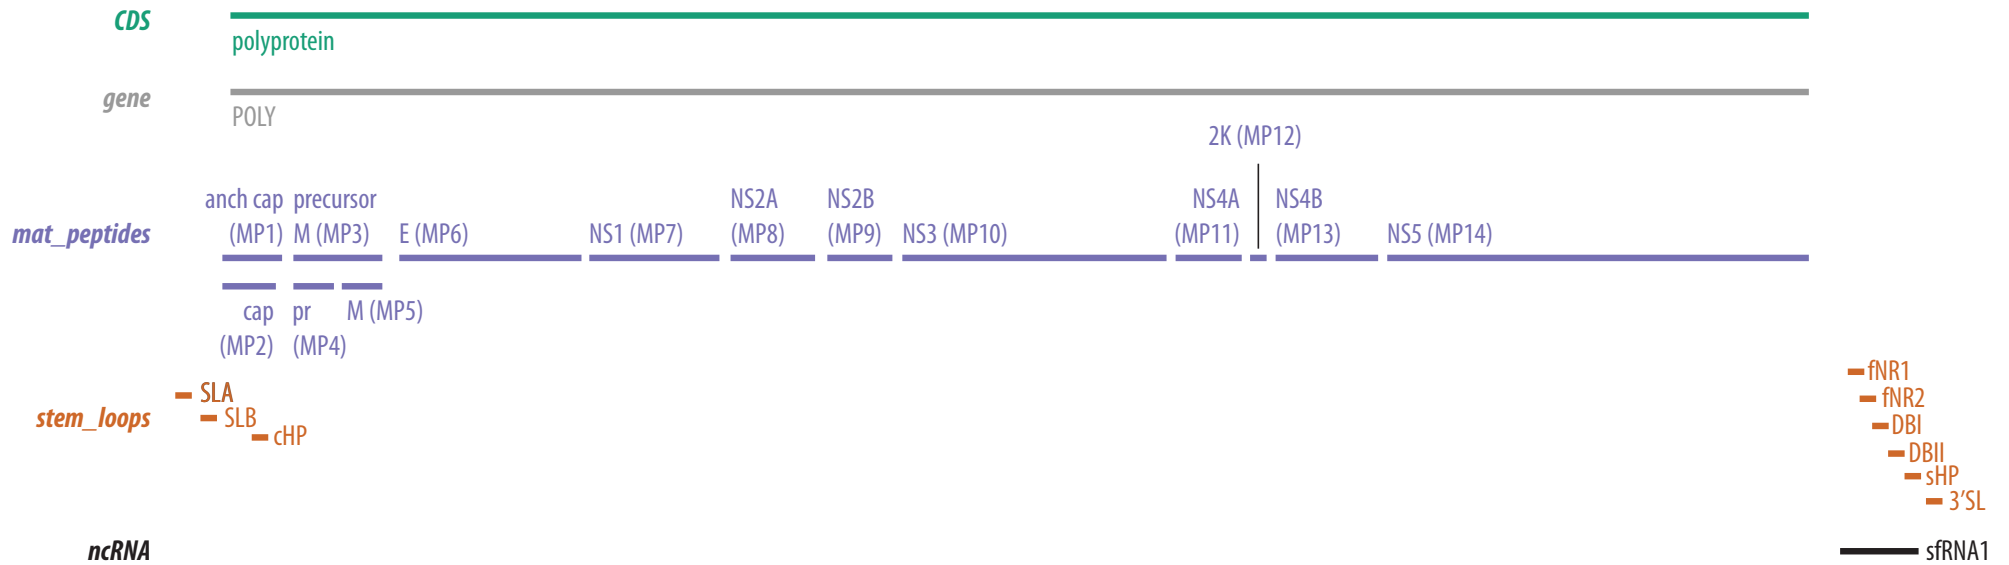 CDS
polyprotein
gene
POLY
2K (MP12)
anch cap precursor NS2A NS2B NS4A NS4B
mat_peptides (MP1) M (MP3) E (MP6) NS1 (MP7) (MP8) (MP9) NS3 (MP10) (MP11) (MP13) NS5 (MP14)
cap pr M (MP5)
(MP2) (MP4)
fNR1
SLA
fNR2
stem_loops SLB
DBI
cHP
DBII
sHP
3’SL
ncRNA sfRNA1